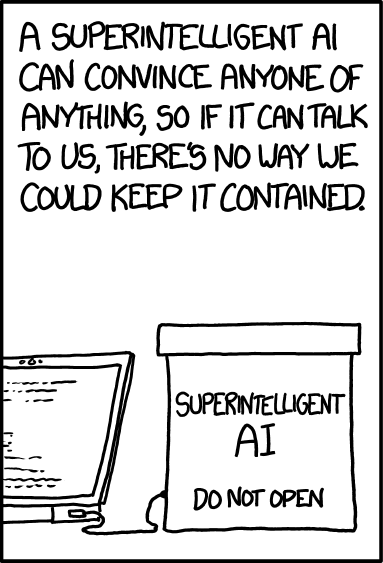 A SUPERINTELLIGENT AI
CAN CONVINCE ANYONE OF
ANYTHING, SO IF IT CAN TALK
TO US, THERE'S NO WAY WE
COULD KEEP IT CONTAINED.
SUPERINTELLIGENT
AI
DO NOT OPEN